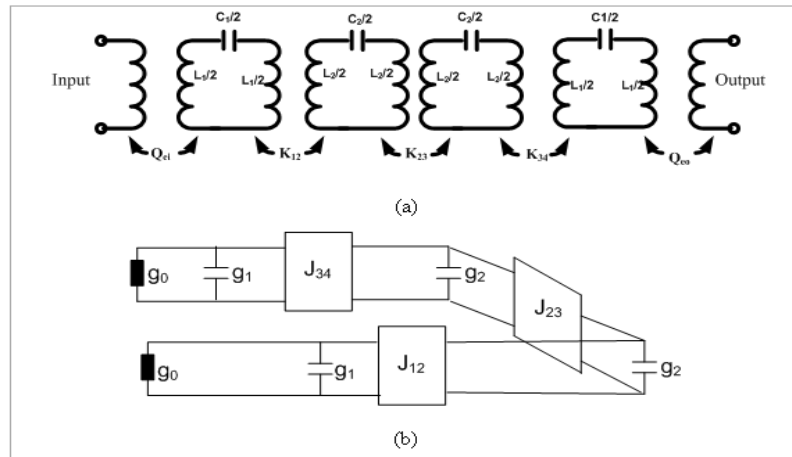 C₁/2 C₂/2 C₂/2 C1/2
Input L₁/2 L₁/2 L₂/2 L₂/2 L₂/2 L₂/2 L₁/2 L₁/2 Output
Qei K12 K23 K34 Qeo
(a)
g₀ g₁ J₃₄ g₂ J₂₃
g₀ g₁ J₁₂ g₂
(b)